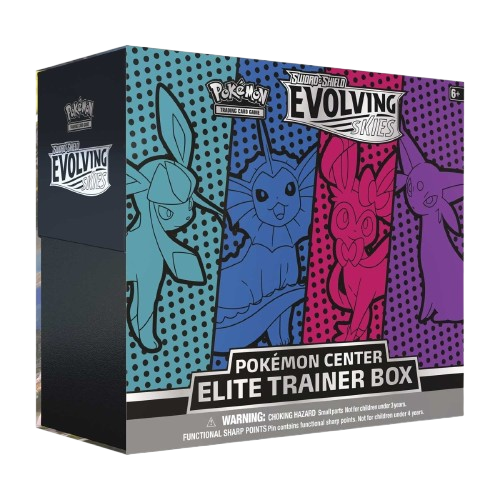 Pokémon
TRADING CARD GAME
SWORD & SHIELD
EVOLVING
SKIES
6+
Pokémon
SWORD & SHIELD
EVOLVING
SKIES
POKÉMON CENTER
ELITE TRAINER BOX
WARNING: CHOKING HAZARD Small parts. Not for children under 3 years.
FUNCTIONAL SHARP POINTS Pin contains functional sharp points. Not for children under 4 years.